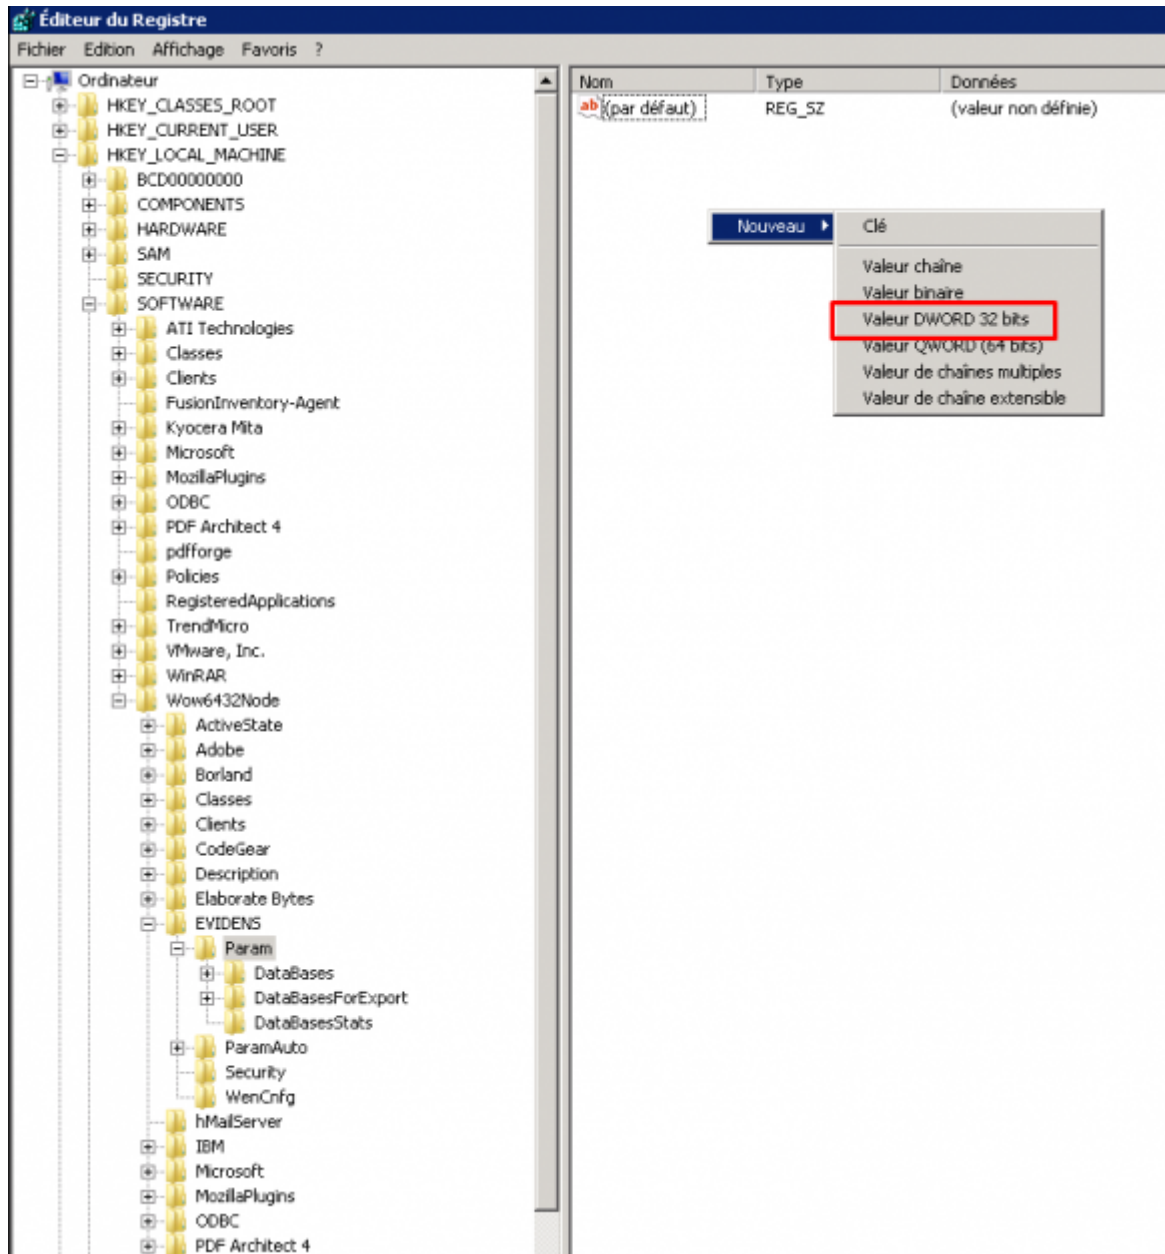 Éditeur du Registre
Fichier Edition Affichage Favoris ?
Ordinateur
HKEY_CLASSES_ROOT
HKEY_CURRENT_USER
HKEY_LOCAL_MACHINE
BCD00000000
COMPONENTS
HARDWARE
SAM
SECURITY
SOFTWARE
ATI Technologies
Classes
Clients
FusionInventory-Agent
Kyocera Mita
Microsoft
MozillaPlugins
ODBC
PDF Architect 4
pdfforge
Policies
RegisteredApplications
TrendMicro
VMware, Inc.
WinRAR
Wow6432Node
ActiveState
Adobe
Borland
Classes
Clients
CodeGear
Description
Elaborate Bytes
EVIDENS
Param
DataBases
DataBasesForExport
DataBasesStats
ParamAuto
Security
WenCnfg
hMailServer
IBM
Microsoft
MozillaPlugins
ODBC
PDF Architect 4
Nom Type Données
ab (par défaut) REG_SZ (valeur non définie)
Nouveau Clé
Valeur chaîne
Valeur binaire
Valeur DWORD 32 bits
Valeur QWORD (64 bits)
Valeur de chaînes multiples
Valeur de chaîne extensible